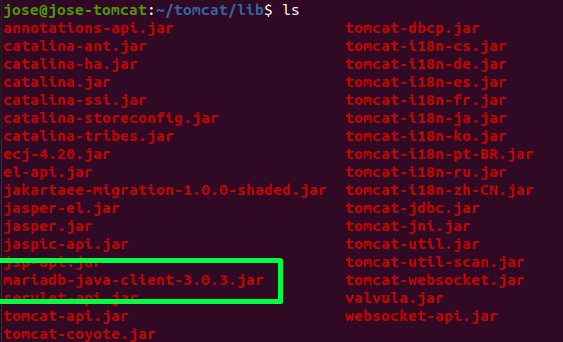 jose@jose-tomcat:~/tomcat/lib$ ls
annotations-api.jar tomcat-dbcp.jar
catalina-ant.jar tomcat-i18n-cs.jar
catalina-ha.jar tomcat-i18n-de.jar
catalina.jar tomcat-i18n-es.jar
catalina-ssi.jar tomcat-i18n-fr.jar
catalina-storeconfig.jar tomcat-i18n-ja.jar
catalina-tribes.jar tomcat-i18n-ko.jar
ecj-4.20.jar tomcat-i18n-pt-BR.jar
el-api.jar tomcat-i18n-ru.jar
jakartaee-migration-1.0.0-shaded.jar tomcat-i18n-zh-CN.jar
jasper-el.jar tomcat-jdbc.jar
jasper.jar tomcat-jni.jar
jaspic-api.jar tomcat-util.jar
jsp-api.jar tomcat-util-scan.jar
mariadb-java-client-3.0.3.jar tomcat-websocket.jar
servlet-api.jar valvula.jar
tomcat-api.jar websocket-api.jar
tomcat-coyote.jar